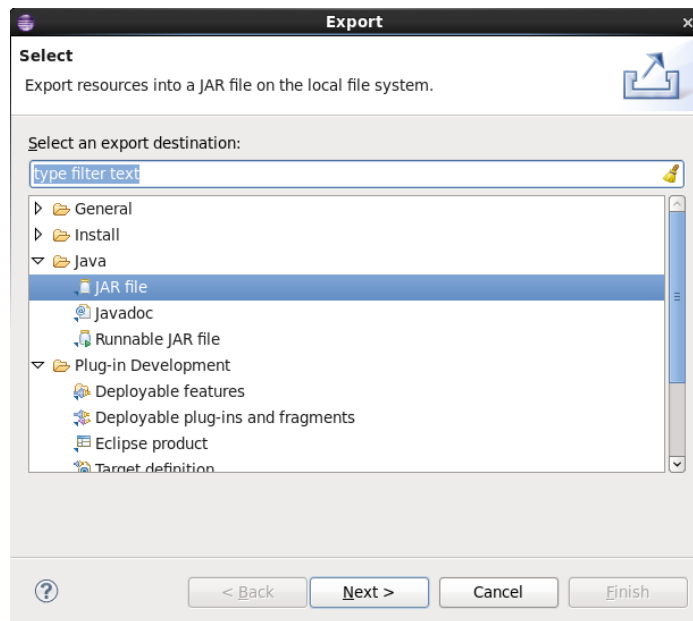 Export
Select
Export resources into a JAR file on the local file system.
Select an export destination:
type filter text
General
Install
Java
JAR file
Javadoc
Runnable JAR file
Plug-in Development
Deployable features
Deployable plug-ins and fragments
Eclipse product
Target definition
< Back Next > Cancel Finish